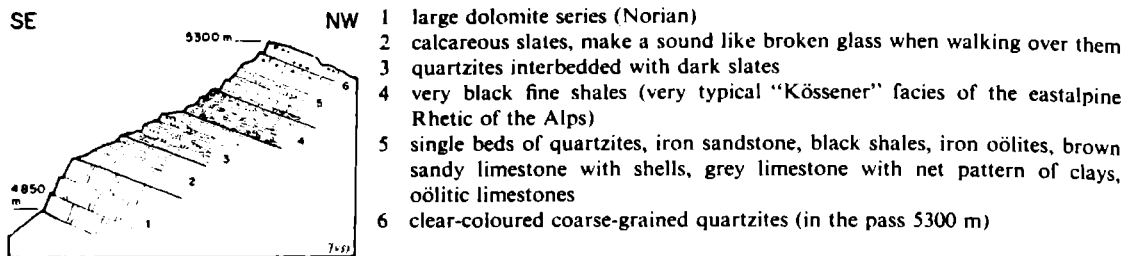 SE NW
5300 m
4850
m
1
2
3
4
5
6
1 large dolomite series (Norian)
2 calcareous slates, make a sound like broken glass when walking over them
3 quartzites interbedded with dark slates
4 very black fine shales (very typical “Kössener” facies of the eastalpine
Rhetic of the Alps)
5 single beds of quartzites, iron sandstone, black shales, iron oölites, brown
sandy limestone with shells, grey limestone with net pattern of clays,
oölitic limestones
6 clear-coloured coarse-grained quartzites (in the pass 5300 m)